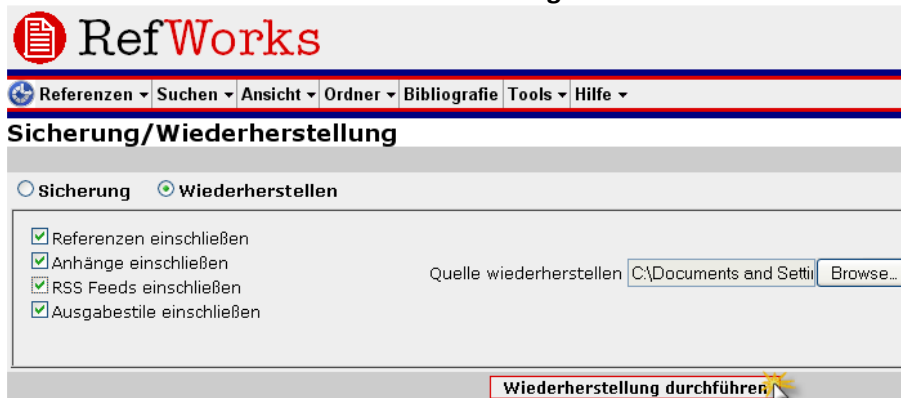 RefWorks
Referenzen Suchen Ansicht Ordner Bibliografie Tools Hilfe
Sicherung/Wiederherstellung
Sicherung Wiederherstellen
Referenzen einschließen
Anhänge einschließen
RSS Feeds einschließen
Ausgabestile einschließen
Quelle wiederherstellen C:\Documents and Settin Browse...
Wiederherstellung durchführen